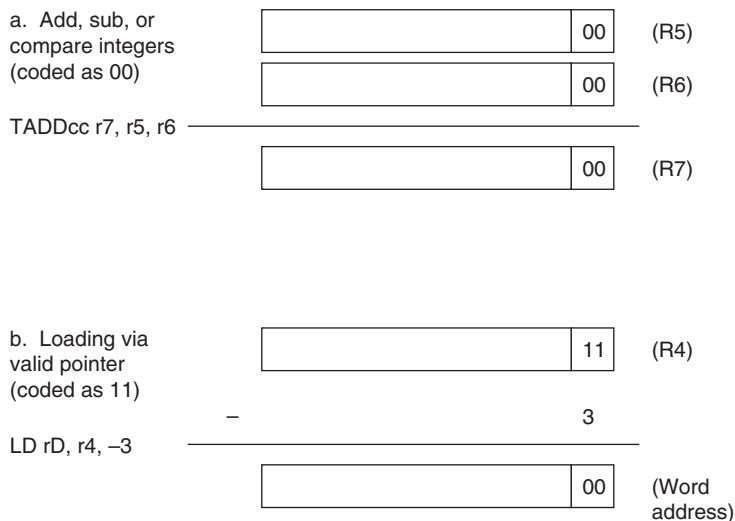 a. Add, sub, or
compare integers
(coded as 00)
00 (R5)
00 (R6)
TADDcc r7, r5, r6
00 (R7)
b. Loading via
valid pointer
(coded as 11)
11 (R4)
– 3
LD rD, r4, –3
00 (Word
address)